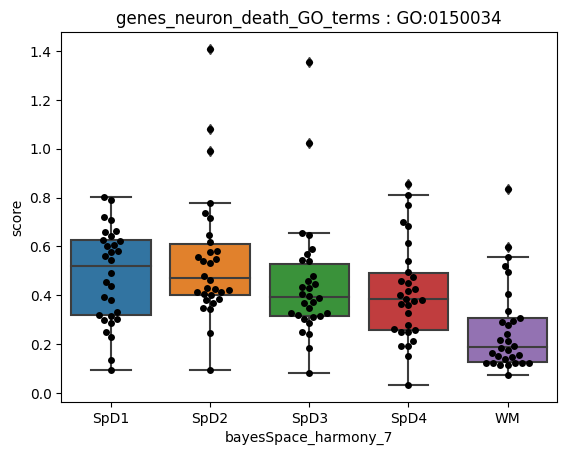 genes_neuron_death_GO_terms : GO:0150034
score
1.4
1.2
1.0
0.8
0.6
0.4
0.2
0.0
SpD1 SpD2 SpD3 SpD4 WM
bayesSpace_harmony_7